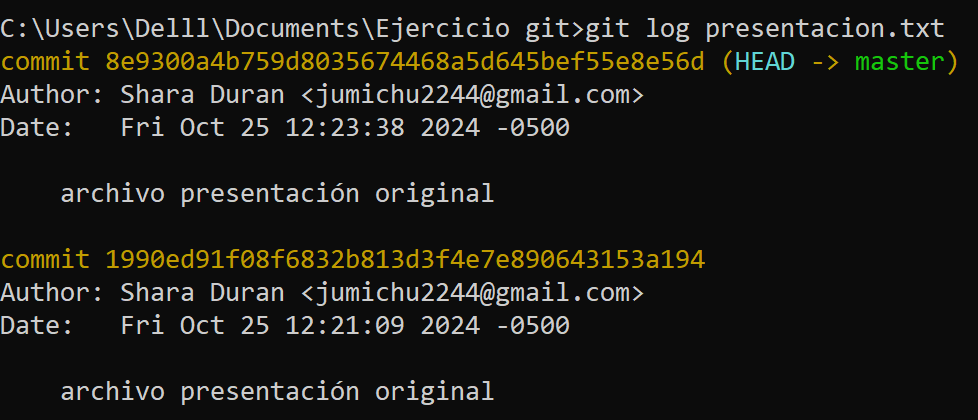 C:\Users\Delll\Documents\Ejercicio git>git log presentacion.txt
commit 8e9300a4b759d8035674468a5d645bef55e8e56d (HEAD -> master)
Author: Shara Duran <jumichu2244@gmail.com>
Date:   Fri Oct 25 12:23:38 2024 -0500

    archivo presentación original

commit 1990ed91f08f6832b813d3f4e7e890643153a194
Author: Shara Duran <jumichu2244@gmail.com>
Date:   Fri Oct 25 12:21:09 2024 -0500

    archivo presentación original